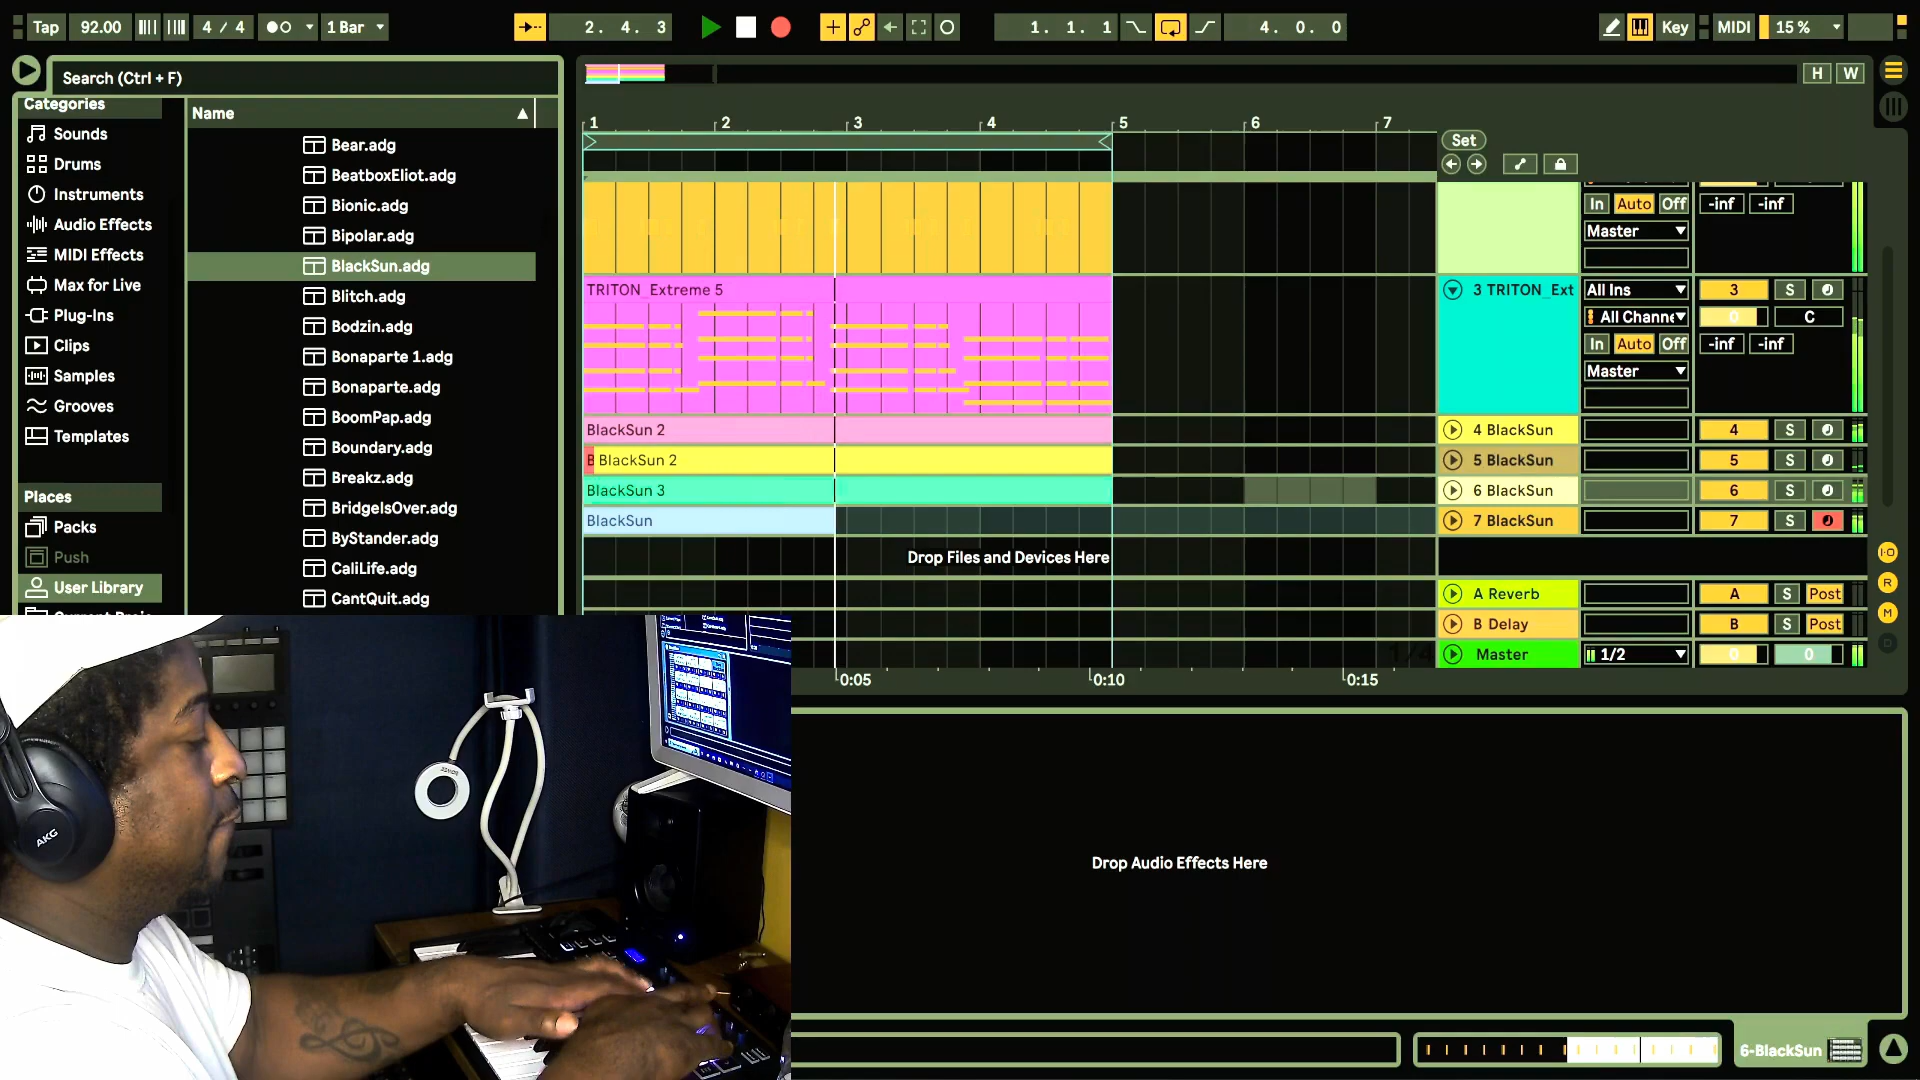 Tap 92.00 4 / 4 1 Bar 2. 4. 3 1. 1. 1 4. 0. 0 Key MIDI 15 %
Search (Ctrl + F)
H W
Categories
Name
Sounds
Drums
Instruments
Audio Effects
MIDI Effects
Max for Live
Plug-Ins
Clips
Samples
Grooves
Templates
Places
Packs
Push
User Library
Bear.adg
BeatboxEliot.adg
Bionic.adg
Bipolar.adg
BlackSun.adg
Blitch.adg
Bodzin.adg
Bonaparte 1.adg
Bonaparte.adg
BoomPap.adg
Boundary.adg
Breakz.adg
BridgeIsOver.adg
ByStander.adg
CaliLife.adg
CantQuit.adg
1 2 3 4 5 6 7
Set
In Auto Off -inf -inf
Master
TRITON_Extreme 5
3 TRITON_Ext All Ins 3 S
All Channe 0 C
In Auto Off -inf -inf
Master
BlackSun 2 4 BlackSun 4 S
B BlackSun 2 5 BlackSun 5 S
BlackSun 3 6 BlackSun 6 S
BlackSun 7 BlackSun 7 S
Drop Files and Devices Here
A Reverb A S Post
B Delay B S Post
1/4 Master 1/2 0 0
I·O
R
M
D
0:05 0:10 0:15
Drop Audio Effects Here
6-BlackSun
AKG